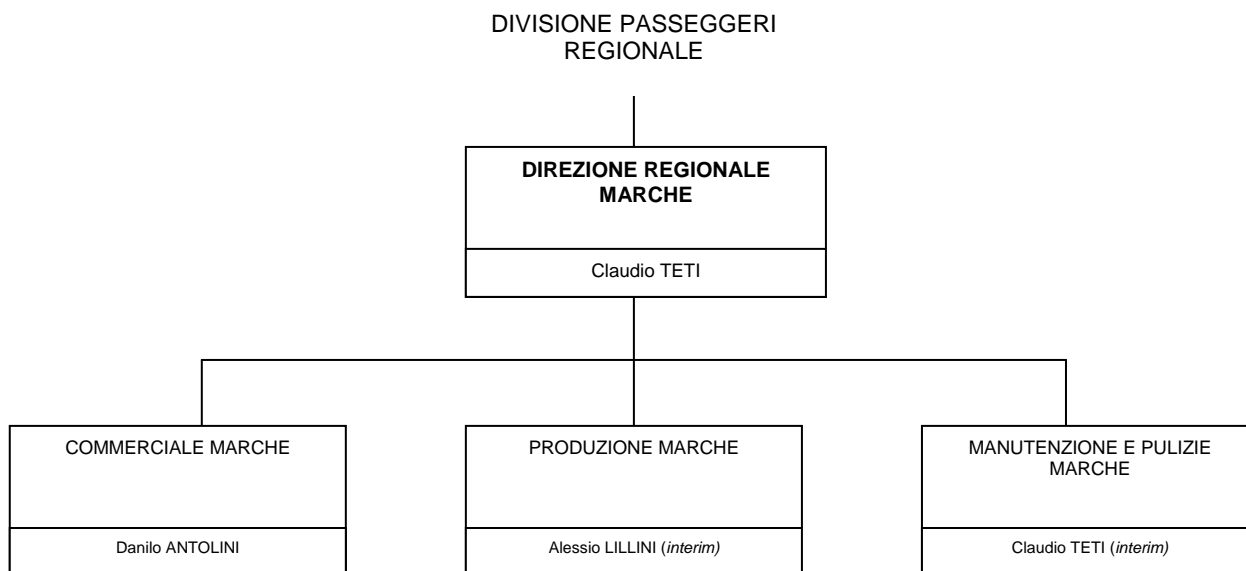 DIVISIONE PASSEGGERI
REGIONALE
DIREZIONE REGIONALE
MARCHE
Claudio TETI
COMMERCIALE MARCHE
Danilo ANTOLINI
PRODUZIONE MARCHE
Alessio LILLINI (interim)
MANUTENZIONE E PULIZIE
MARCHE
Claudio TETI (interim)